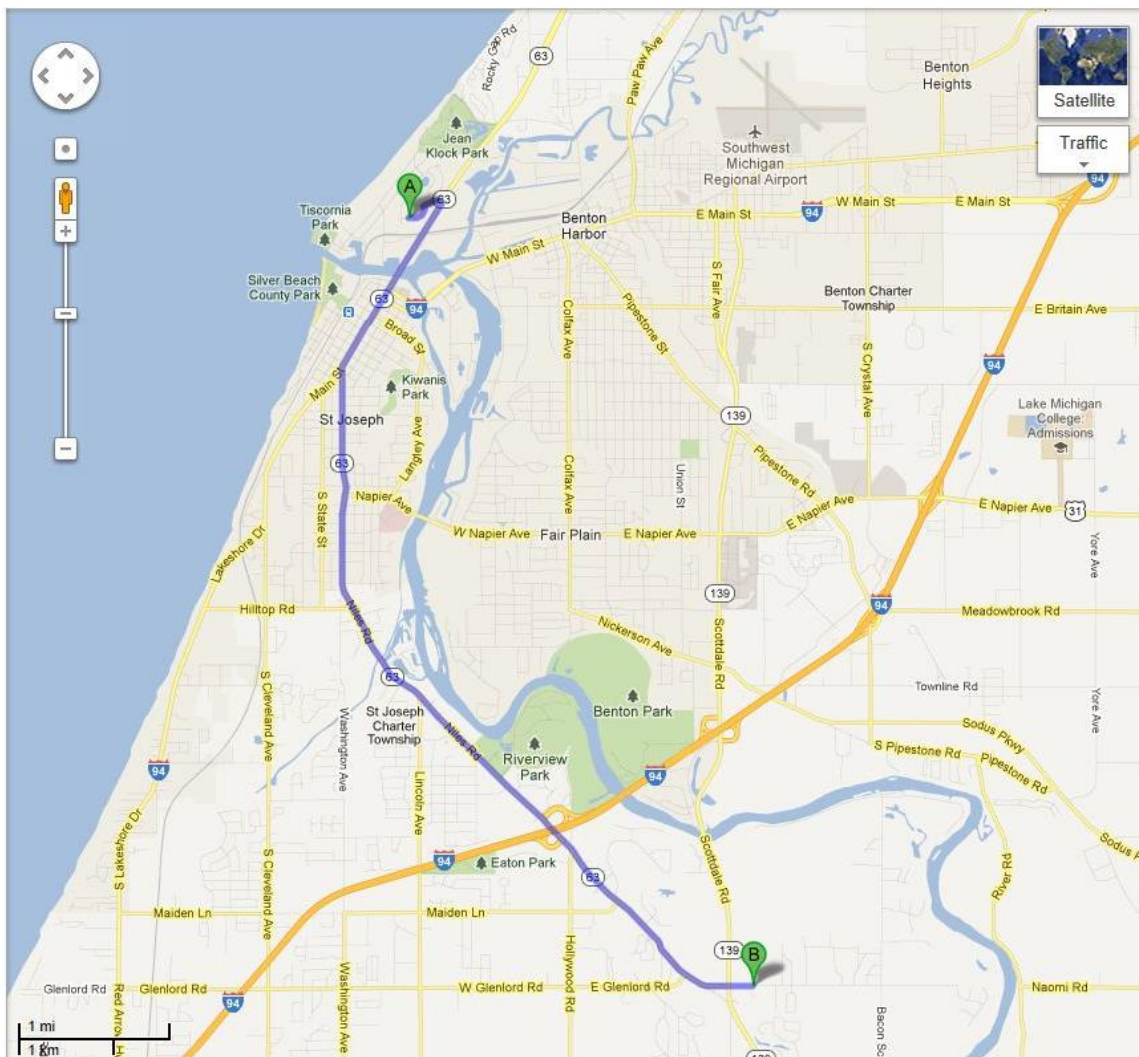 Rocky Gap Rd
63
Paw Paw Ave
Benton
Heights
Satellite
Traffic
Jean
Klock Park
Southwest
Michigan
Regional Airport
94
A
63
Tiscornia
Park
Benton
Harbor
E Main St
94
W Main St
E Main St
W Main St
Silver Beach
County Park
63
94
S Fair Ave
Benton Charter
Township
E Britain Ave
Broad St
Colfax Ave
Pipestone St
S Crystal Ave
94
Main St
Kiwanis
Park
139
Lake Michigan
College:
Admissions
St Joseph
Langley Ave
63
Colfax Ave
Union St
Pipestone Rd
S State St
Napier Ave
E Napier Ave
E Napier Ave
31
Lakeshore Dr
W Napier Ave
Fair Plain
E Napier Ave
Yore Ave
139
94
Hilltop Rd
Niles Rd
Nickerson Ave
Scottdale Rd
Meadowbrook Rd
S Cleveland Ave
63
Townline Rd
Yore Ave
Washington Ave
St Joseph
Charter
Township
Benton Park
Niles Rd
Riverview
Park
Sodus Pkwy
S Pipestone Rd
Pipestone Rd
94
94
Lincoln Ave
S Lakeshore Dr
S Cleveland Ave
94
Eaton Park
Scottdale Rd
Sodus P
River Rd
63
Maiden Ln
Maiden Ln
Hollywood Rd
139
B
Washington Ave
Glenlord Rd
Glenlord Rd
W Glenlord Rd
E Glenlord Rd
Naomi Rd
94
Red Arrow H
Bacon Sc
1 mi
1 km
139